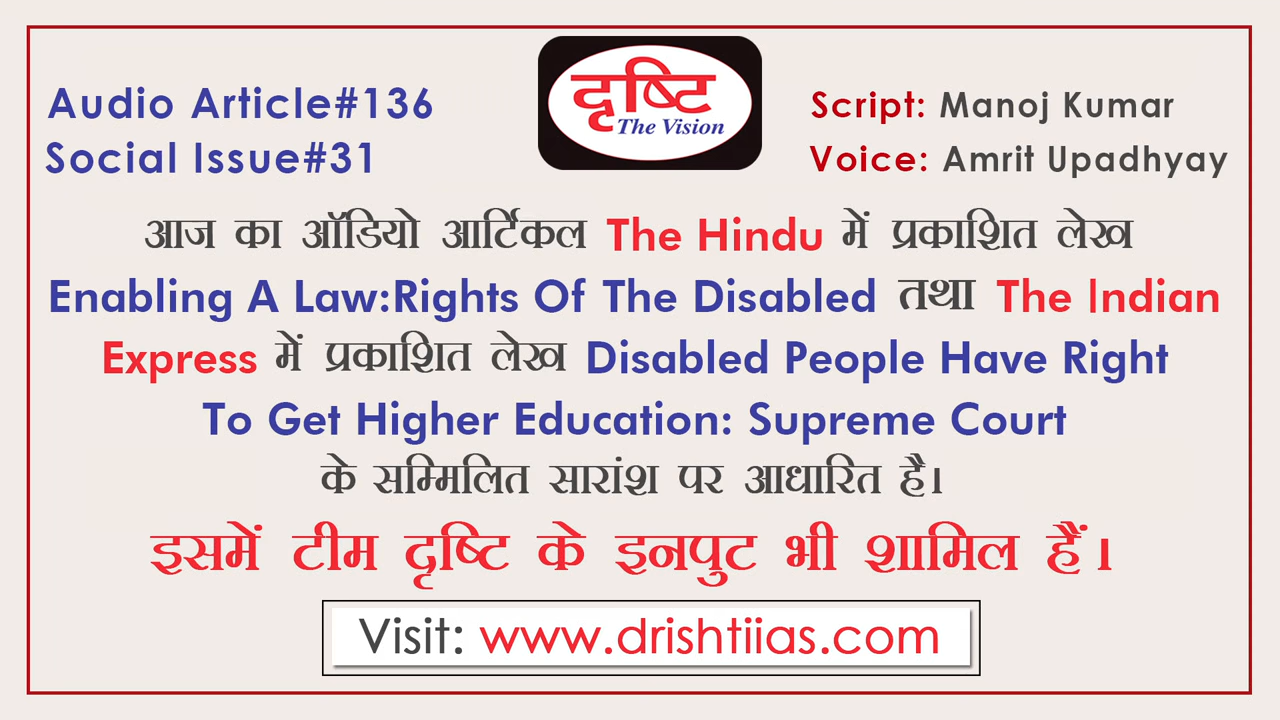 Audio Article#136
Social Issue#31
दृष्टि
The Vision
Script: Manoj Kumar
Voice: Amrit Upadhyay
आज का ऑडियो आर्टिकल The Hindu में प्रकाशित लेख
Enabling A Law:Rights Of The Disabled तथा The Indian
Express में प्रकाशित लेख Disabled People Have Right
To Get Higher Education: Supreme Court
के सम्मिलित सारांश पर आधारित है।
इसमें टीम दृष्टि के इनपुट भी शामिल हैं।
Visit: www.drishtiias.com